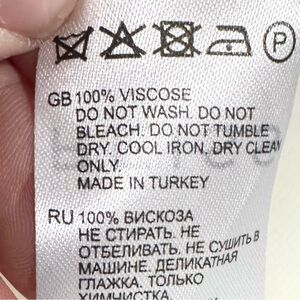 P
GB 100% VISCOSE
DO NOT WASH. DO NOT
BLEACH. DO NOT TUMBLE
DRY. COOL IRON. DRY CLEAN
ONLY.
MADE IN TURKEY
RU 100% ВИСКОЗА
НЕ СТИРАТЬ. НЕ
ОТБЕЛИВАТЬ. НЕ СУШИТЬ В
МАШИНЕ. ДЕЛИКАТНАЯ
ГЛАЖКА. ТОЛЬКО
ХИМЧИСТКА.